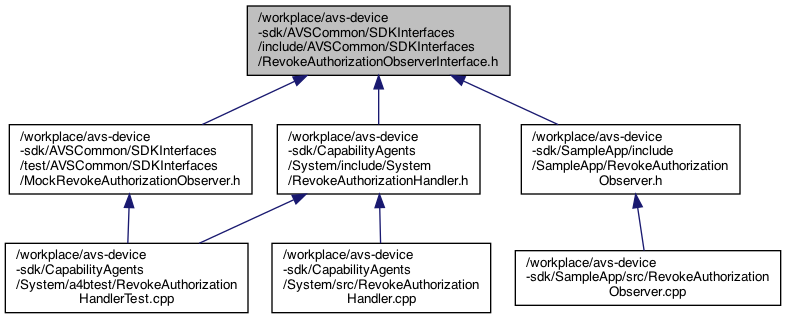 /workplace/avs-device
-sdk/AVSCommon/SDKInterfaces
/include/AVSCommon/SDKInterfaces
/RevokeAuthorizationObserverInterface.h
/workplace/avs-device
-sdk/AVSCommon/SDKInterfaces
/test/AVSCommon/SDKInterfaces
/MockRevokeAuthorizationObserver.h
/workplace/avs-device
-sdk/CapabilityAgents
/System/include/System
/RevokeAuthorizationHandler.h
/workplace/avs-device
-sdk/SampleApp/include
/SampleApp/RevokeAuthorization
Observer.h
/workplace/avs-device
-sdk/CapabilityAgents
/System/a4btest/RevokeAuthorization
HandlerTest.cpp
/workplace/avs-device
-sdk/CapabilityAgents
/System/src/RevokeAuthorization
Handler.cpp
/workplace/avs-device
-sdk/SampleApp/src/RevokeAuthorization
Observer.cpp